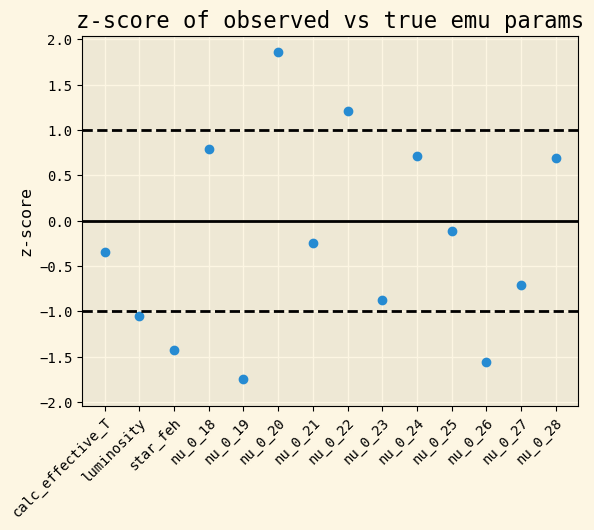 z-score of observed vs true emu params
z-score
2.0
1.5
1.0
0.5
0.0
−0.5
−1.0
−1.5
−2.0
calc_effective_T
luminosity
star_feh
nu_0_18
nu_0_19
nu_0_20
nu_0_21
nu_0_22
nu_0_23
nu_0_24
nu_0_25
nu_0_26
nu_0_27
nu_0_28